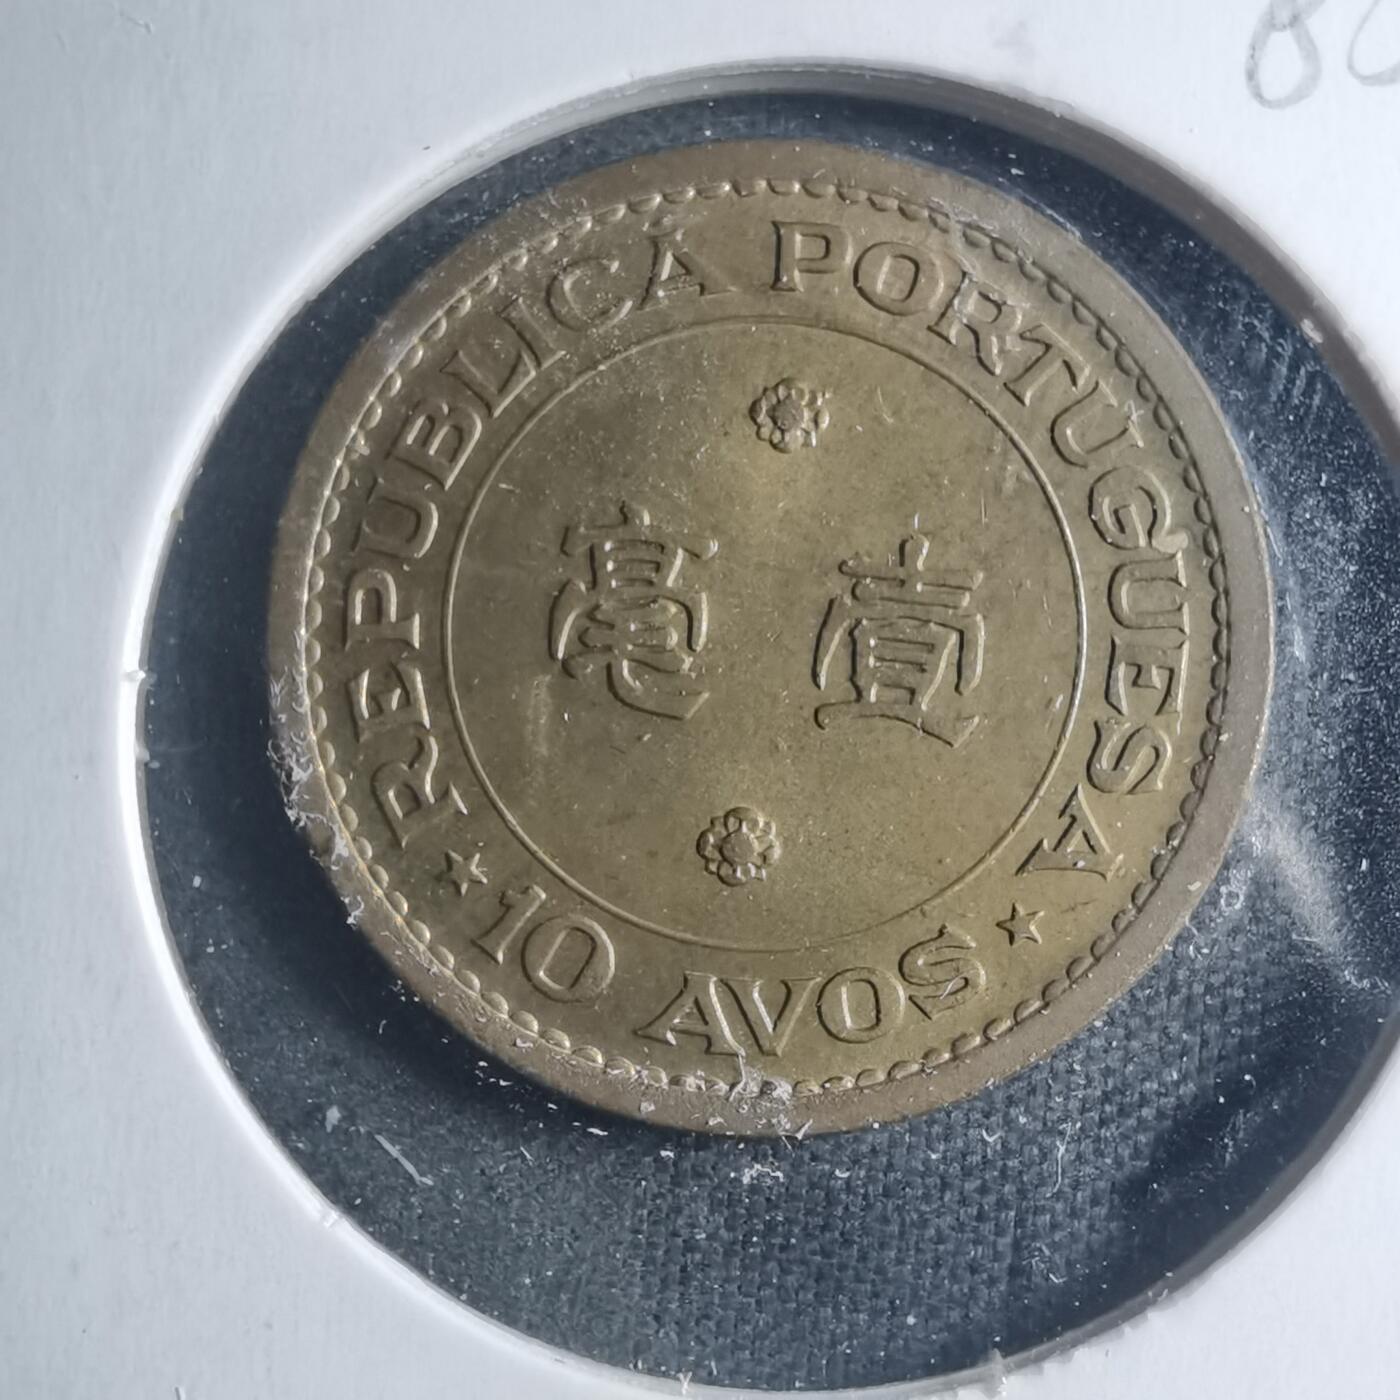 REPUBLICA PORTUGUESA
毫 壹
★ 10 AVOS ★